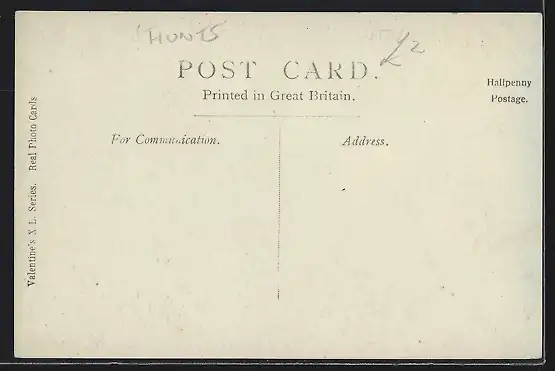 HUNTS
£2
POST CARD.
Printed in Great Britain.
Halfpenny
Postage.
For Communication.
Address.
Valentine's X L. Series. Real Photo Cards